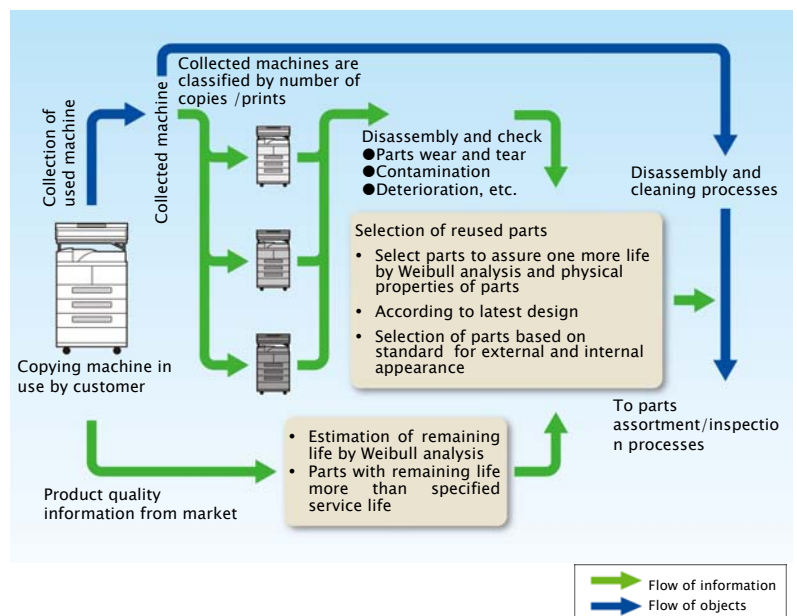 Collection of
used machine
Collected machine
Collected machines are
classified by number of
copies /prints
Disassembly and check
●Parts wear and tear
●Contamination
●Deterioration, etc.
Disassembly and
cleaning processes
Selection of reused parts
• Select parts to assure one more life
by Weibull analysis and physical
properties of parts
• According to latest design
• Selection of parts based on
standard for external and internal
appearance
Copying machine in
use by customer
To parts
assortment/inspectio
n processes
• Estimation of remaining
life by Weibull analysis
• Parts with remaining life
more than specified
service life
Product quality
information from market
Flow of information
Flow of objects